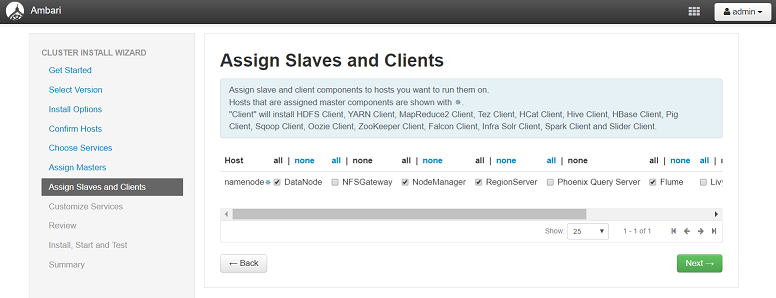 Ambari
admin
CLUSTER INSTALL WIZARD
Get Started
Select Version
Install Options
Confirm Hosts
Choose Services
Assign Masters
Assign Slaves and Clients
Customize Services
Review
Install, Start and Test
Summary
Assign Slaves and Clients
Assign slave and client components to hosts you want to run them on.
Hosts that are assigned master components are shown with ✵.
"Client" will install HDFS Client, YARN Client, MapReduce2 Client, Tez Client, HCat Client, Hive Client, HBase Client, Pig
Client, Sqoop Client, Oozie Client, ZooKeeper Client, Falcon Client, Infra Solr Client, Spark Client and Slider Client.
Host all | none all | none all | none all | none all | none all | none all | n
namenode✵ DataNode NFSGateway NodeManager RegionServer Phoenix Query Server Flume Liv
Show: 25 1 - 1 of 1
← Back Next →